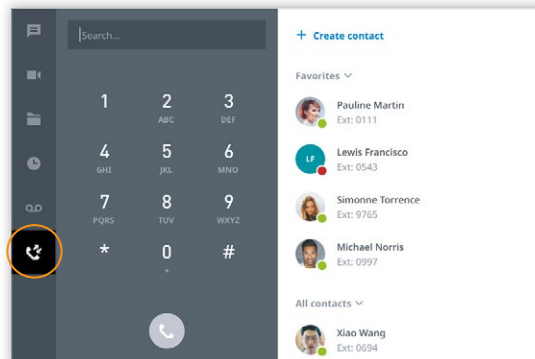 Search...
1 2 3
ABC DEF
4 5 6
GHI JKL MNO
7 8 9
PQRS TUV WXYZ
* 0 #
+
+ Create contact
Favorites
Pauline Martin
Ext: 0111
LF
Lewis Francisco
Ext: 0543
Simonne Torrence
Ext: 9765
Michael Norris
Ext: 0997
All contacts
Xiao Wang
Ext: 0694